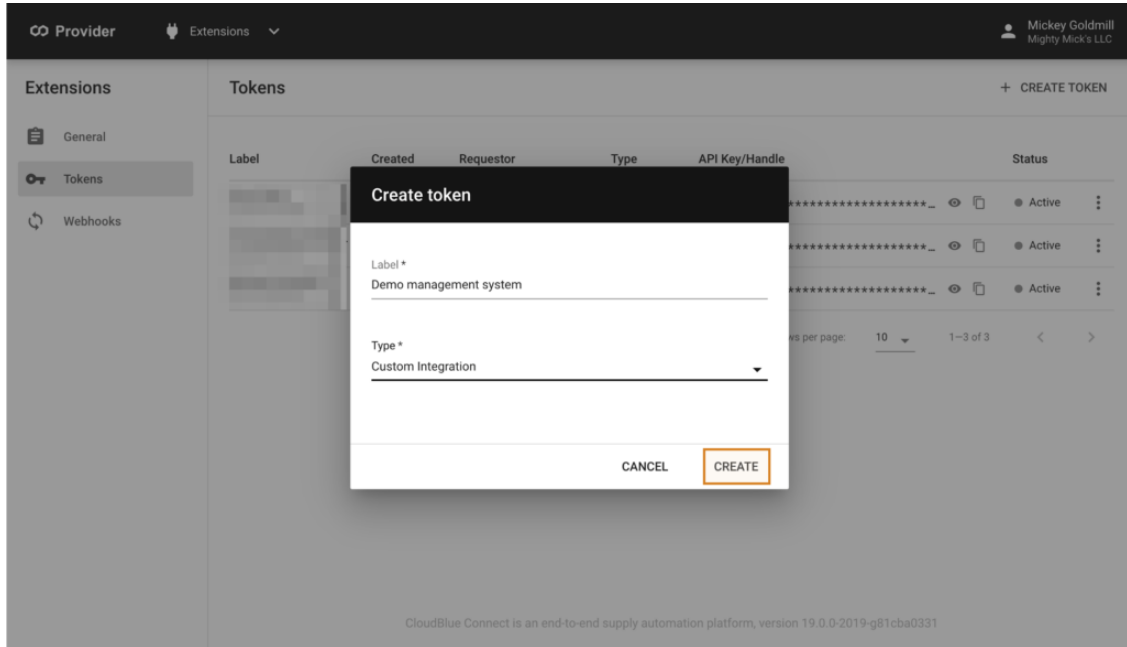 Provider
Extensions
Mickey Goldmill
Mighty Mick's LLC
Extensions
Tokens
+ CREATE TOKEN
General
Tokens
Webhooks
Label Created Requestor Type API Key/Handle Status
*******************_ Active
*******************_ Active
*******************_ Active
Create token
Label *
Demo management system
Type *
Custom Integration
CANCEL CREATE
per page: 10 1–3 of 3
CloudBlue Connect is an end-to-end supply automation platform, version 19.0.0-2019-g81cba0331